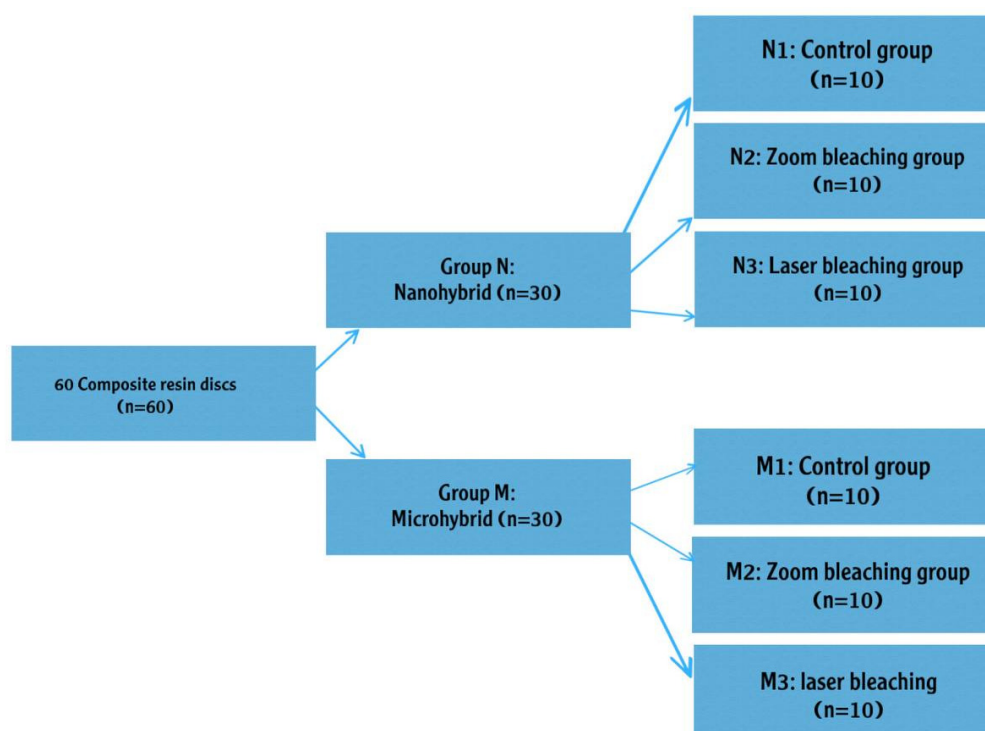 60 Composite resin discs
(n=60)
Group N:
Nanohybrid (n=30)
N1: Control group
(n=10)
N2: Zoom bleaching group
(n=10)
N3: Laser bleaching group
(n=10)
Group M:
Microhybrid (n=30)
M1: Control group
(n=10)
M2: Zoom bleaching group
(n=10)
M3: laser bleaching
(n=10)